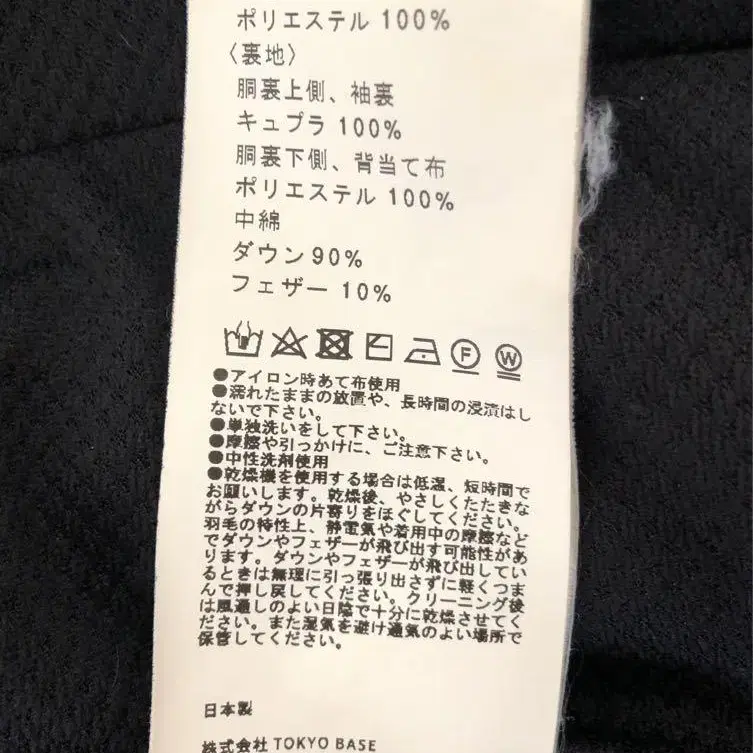 ポリエステル 100%
〈裏地〉
胴裏上側、袖裏
キュプラ 100%
胴裏下側、背当て布
ポリエステル 100%
中綿
ダウン 90%
フェザー 10%
F
W
●アイロン時あて布使用
●濡れたままの放置や、長時間の浸漬はし
ないで下さい。
●単独洗いをして下さい。
●摩擦や引っかけに、ご注意下さい。
●中性洗剤使用
●乾燥機を使用する場合は低温、短時間で
お願いします。乾燥後、やさしくたたきな
がらダウンの片寄りをほぐしてください。
羽毛の特性上、静電気や着用中の摩擦など
でダウンやフェザーが飛び出す可能性があ
ります。ダウンやフェザーが飛び出してい
るときは無理に引っ張り出さずに軽くつま
んで押し戻してください。クリーニング後
は風通しのよい日陰で十分に乾燥させてく
ださい。また湿気を避け通気のよい場所で
保管してください。
日本製
株式会社 TOKYO BASE